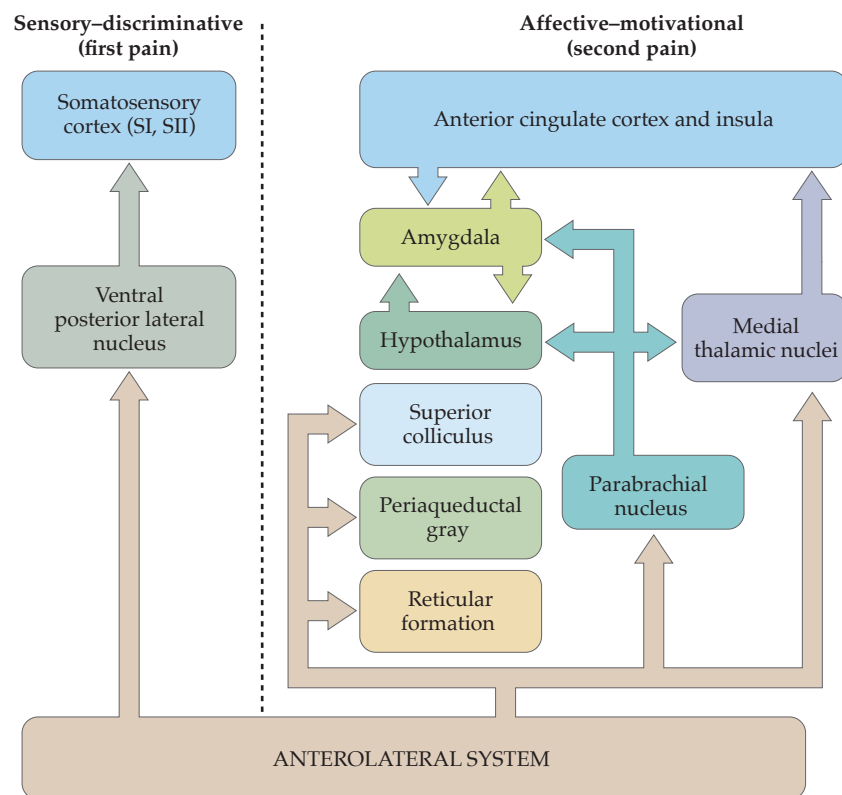 Sensory–discriminative
(first pain)
Affective–motivational
(second pain)
Somatosensory
cortex (SI, SII)
Anterior cingulate cortex and insula
Amygdala
Ventral
posterior lateral
nucleus
Hypothalamus
Medial
thalamic nuclei
Superior
colliculus
Parabrachial
nucleus
Periaqueductal
gray
Reticular
formation
ANTEROLATERAL SYSTEM